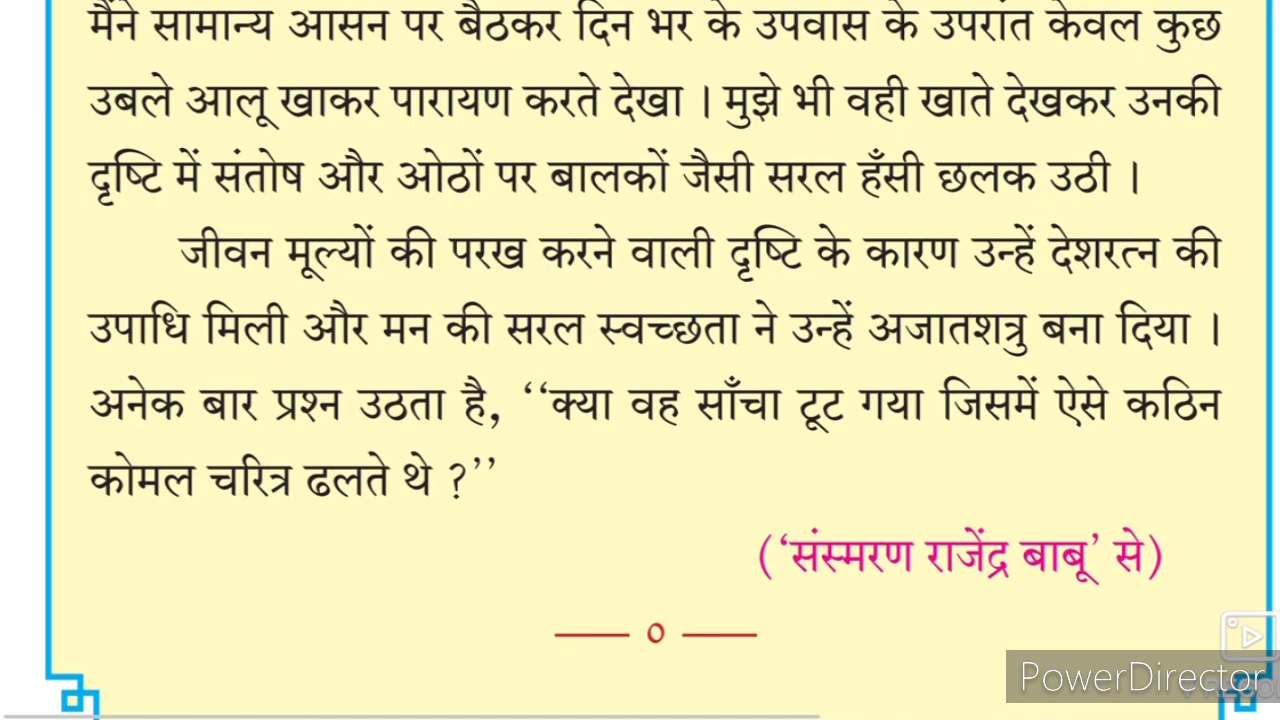 मैंने सामान्य आसन पर बैठकर दिन भर के उपवास के उपरांत केवल कुछ
उबले आलू खाकर पारायण करते देखा । मुझे भी वही खाते देखकर उनकी
दृष्टि में संतोष और ओठों पर बालकों जैसी सरल हँसी छलक उठी ।
जीवन मूल्यों की परख करने वाली दृष्टि के कारण उन्हें देशरत्न की
उपाधि मिली और मन की सरल स्वच्छता ने उन्हें अजातशत्रु बना दिया ।
अनेक बार प्रश्न उठता है, ‘‘क्या वह साँचा टूट गया जिसमें ऐसे कठिन
कोमल चरित्र ढलते थे ?’’
(‘संस्मरण राजेंद्र बाबू’ से)
० 
PowerDirector